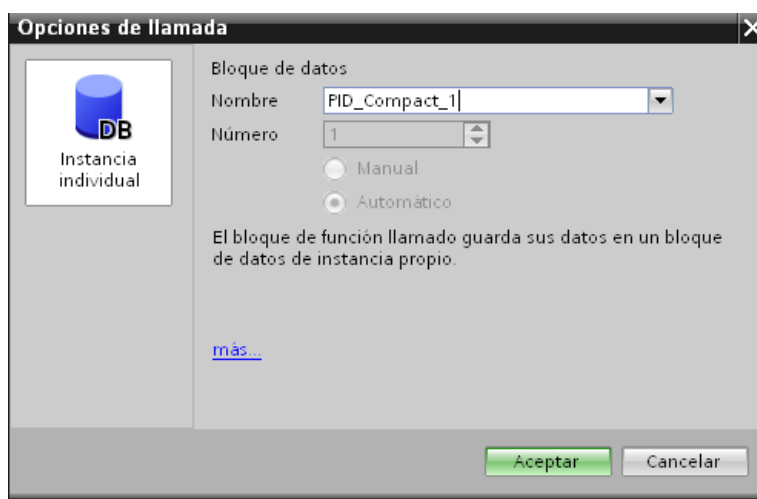 Opciones de llamada
Bloque de datos
Nombre PID_Compact_1
Número 1
DB
Instancia
individual
Manual
Automático
El bloque de función llamado guarda sus datos en un bloque
de datos de instancia propio.
más...
Aceptar Cancelar